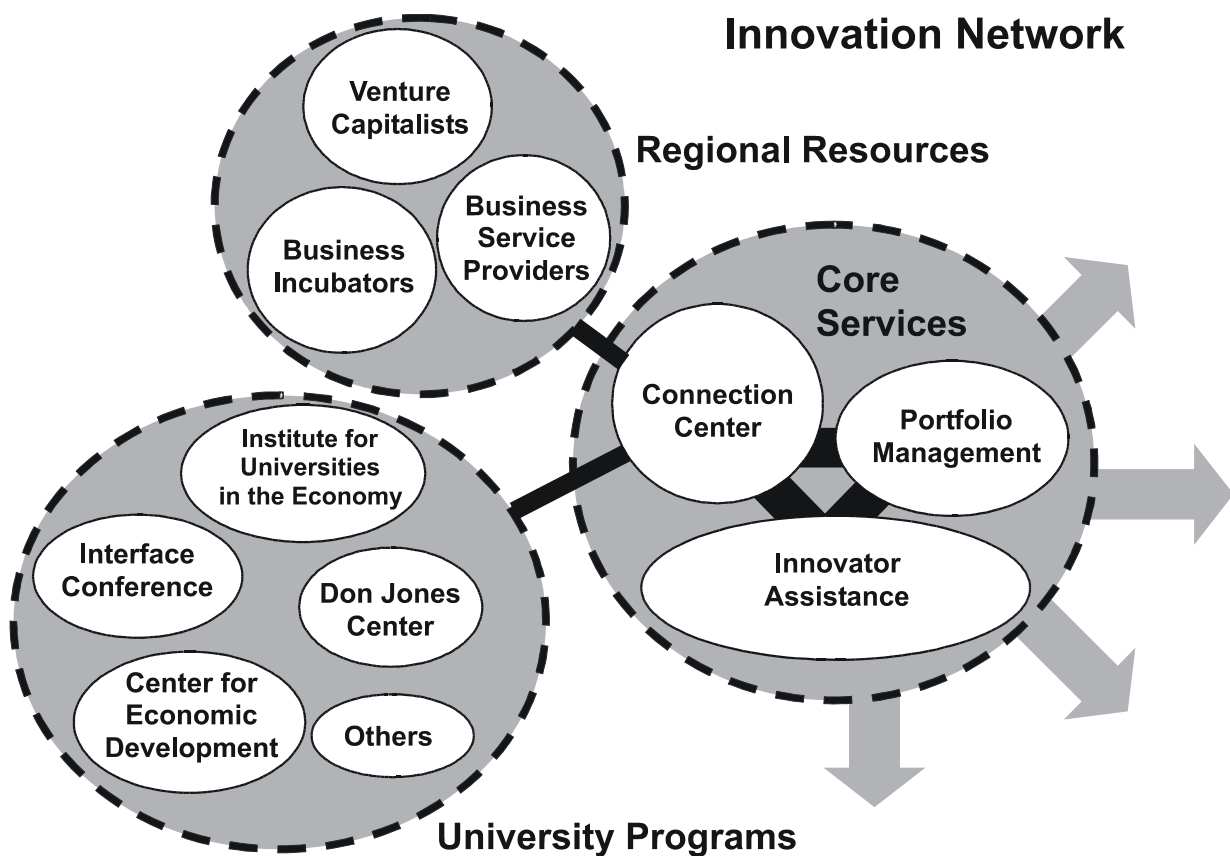 Innovation Network
Venture
Capitalists
Regional Resources
Business
Service
Providers
Business
Incubators
Core
Services
Connection
Center
Portfolio
Management
Institute for
Universities
in the Economy
Interface
Conference
Don Jones
Center
Innovator
Assistance
Center for
Economic
Development
Others
University Programs